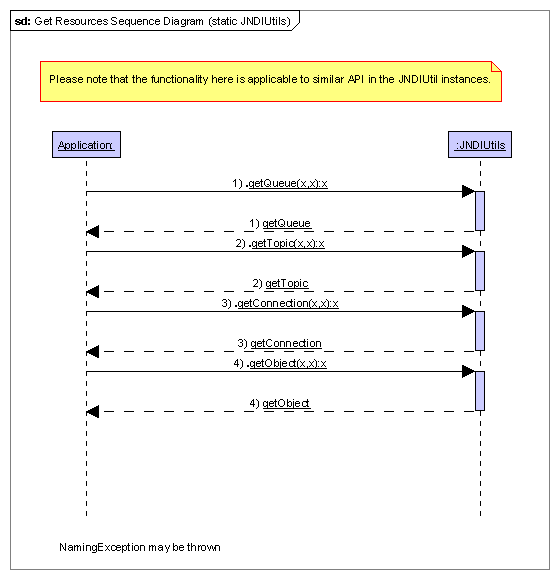 sd: Get Resources Sequence Diagram (static JNDIUtils)
Please note that the functionality here is applicable to similar API in the JNDIUtil instances.
Application: :JNDIUtils
1) .getQueue(x,x):x
1) getQueue
2) .getTopic(x,x):x
2) getTopic
3) .getConnection(x,x):x
3) getConnection
4) .getObject(x,x):x
4) getObject
NamingException may be thrown